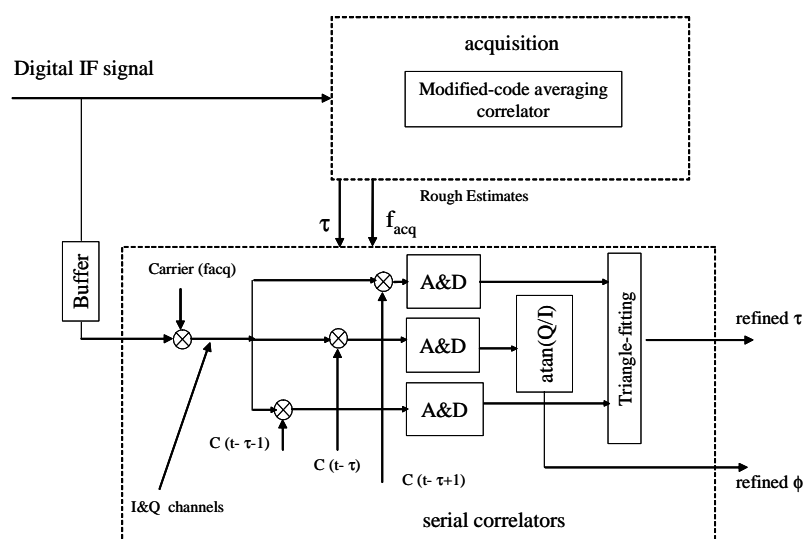 acquisition
Digital IF signal
Modified-code averaging
correlator
Rough Estimates
τ
f_acq
Buffer
Carrier (facq)
A&D
A&D
A&D
atan(Q/I)
Triangle-fitting
refined τ
C (t- τ-1)
C (t- τ)
C (t- τ+1)
refined ϕ
I&Q channels
serial correlators